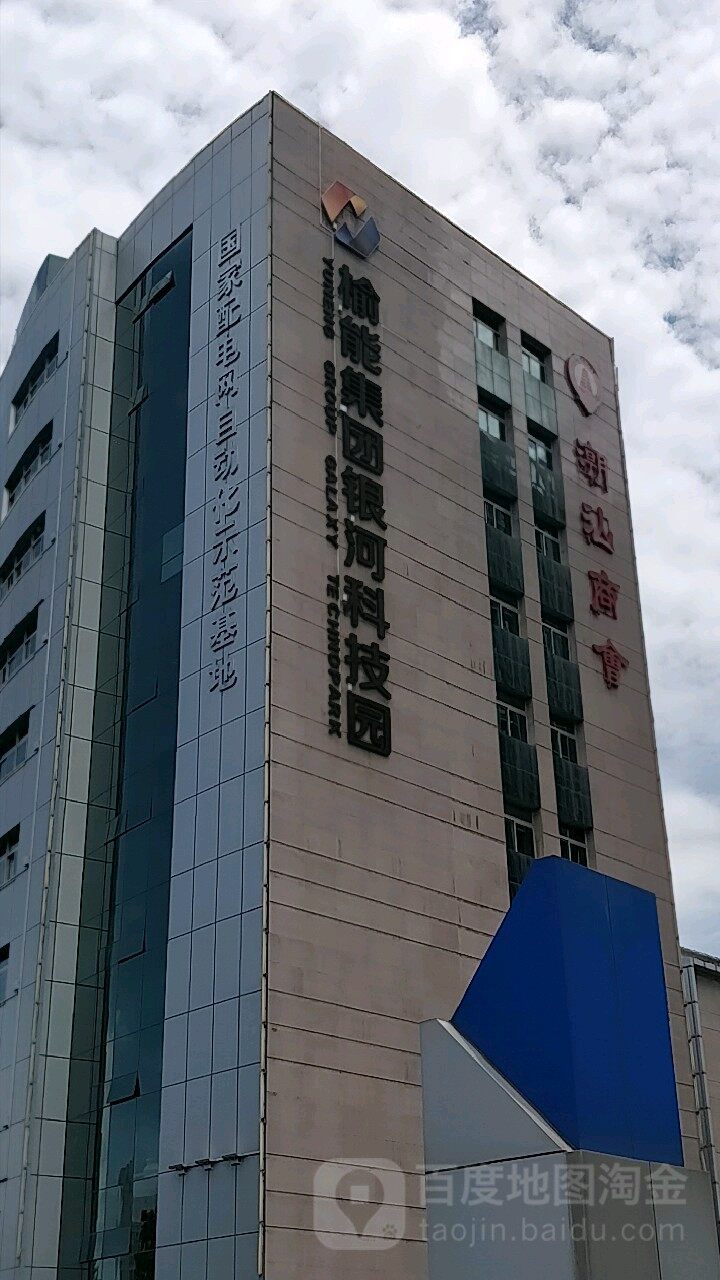 国家配电网自动化示范基地
榆能集团银河科技园
YUNENG GROUP GALAXY TECHNOPARK
潮汕商會
百度地图淘金
taojin.baidu.com